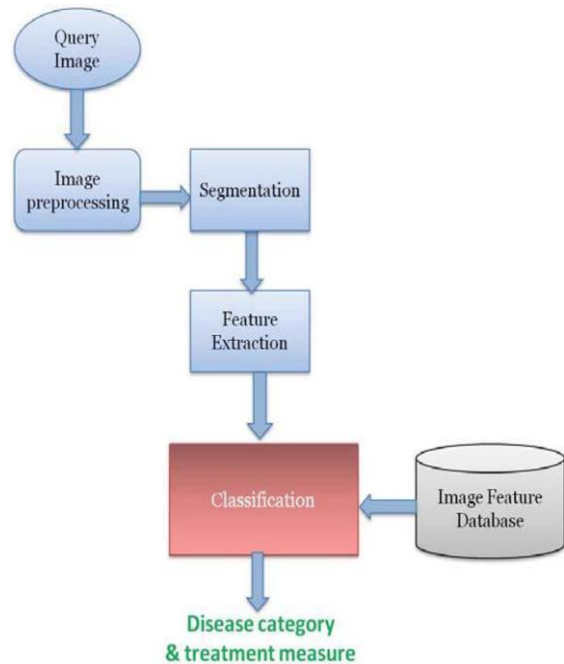 Query
Image
Image
preprocessing
Segmentation
Feature
Extraction
Classification
Image Feature
Database
Disease category
& treatment measure